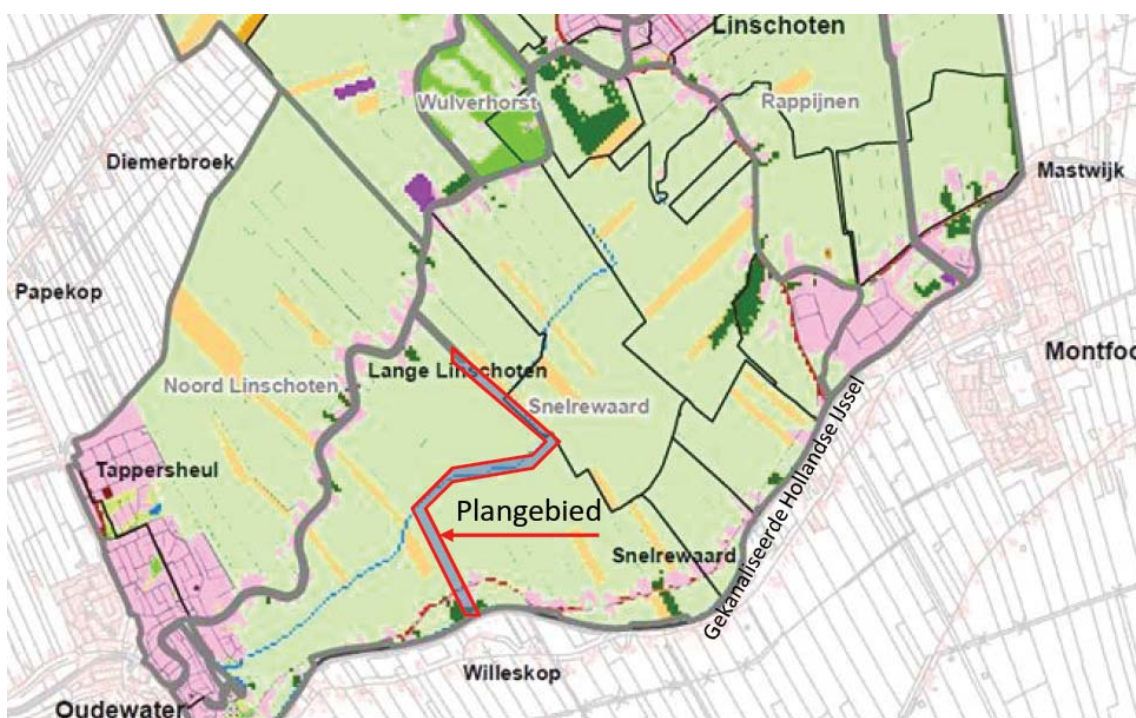 Linschoten
Wulverhorst
Rappijnen
Diemerbroek
Mastwijk
Papekop
Montfoo
Lange Linschoten
Noord Linschoten
Snelrewaard
Gekanaliseerde Hollandse IJssel
Tappersheul
Plangebied
Snelrewaard
Willeskop
Oudewater